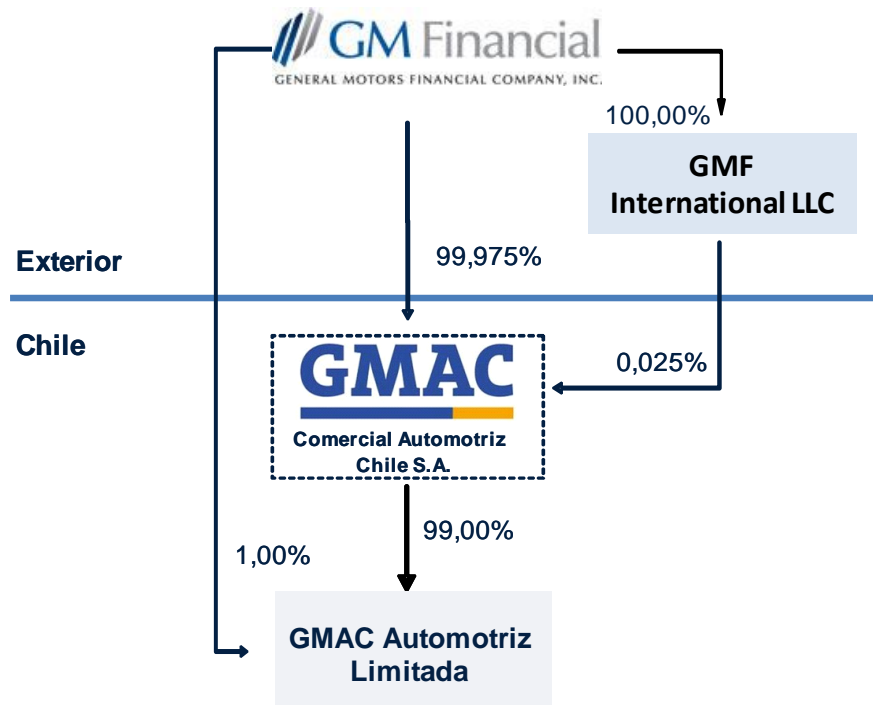 GM Financial
GENERAL MOTORS FINANCIAL COMPANY, INC.
100,00%
GMF
International LLC
99,975%
Exterior
Chile
GMAC
0,025%
Comercial Automotriz
Chile S.A.
99,00%
1,00%
GMAC Automotriz
Limitada